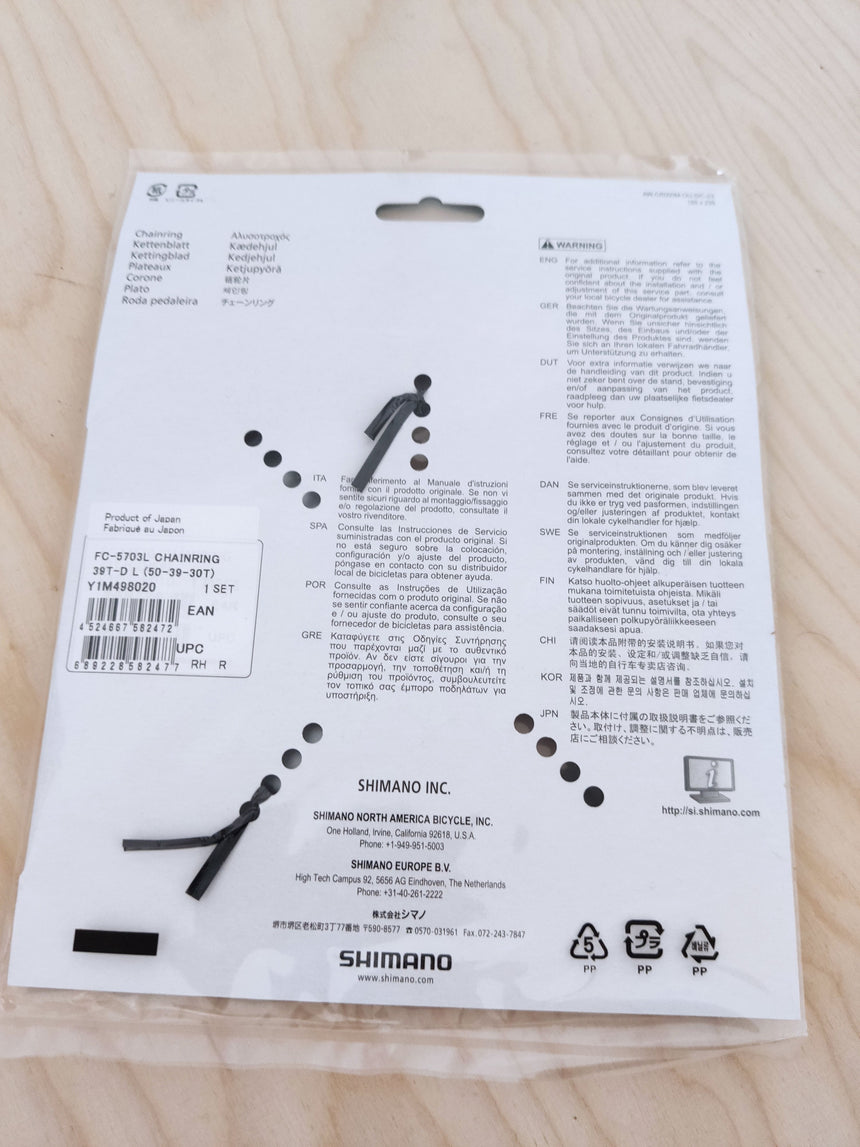 Chainring
Kettenblatt
Kettingblad
Plateaux
Corone
Plato
Roda pedaleira
Αλυσοτροχός
Kædehjul
Kedjehjul
Ketjupyörä
체인링
チェーンリング
WARNING
ENG For additional information refer to the
service instructions supplied with the
original product. If you do not feel
confident about the installation and / or
adjustment of this service part, consult
your local bicycle dealer for assistance.
GER Beachten Sie die Wartungsanweisungen,
die mit dem Originalprodukt geliefert
wurden. Wenn Sie unsicher hinsichtlich
des Sitzes, des Einbaus und/oder der
Einstellung des Produktes sind, wenden
Sie sich an Ihren lokalen Fahrradhändler,
um Unterstützung zu erhalten.
DUT Voor extra informatie verwijzen we naar
de handleiding van dit product. Indien u
niet zeker bent over de stand, bevestiging
en/of aanpassing van het product,
raadpleeg dan uw plaatselijke fietsdealer
voor hulp.
FRE Se reporter aux Consignes d'Utilisation
fournies avec le produit d'origine. Si vous
avez des doutes sur la bonne taille, le
réglage et / ou l'ajustement du produit,
consultez votre détaillant pour obtenir de
l'aide.
ITA Fare riferimento al Manuale d'istruzioni
fornito con il prodotto originale. Se non vi
sentite sicuri riguardo al montaggio/fissaggio
e/o regolazione del prodotto, consultate il
vostro rivenditore.
SPA Consulte las Instrucciones de Servicio
suministradas con el producto original. Si
no está seguro sobre la colocación,
configuración y/o ajuste del producto,
póngase en contacto con su distribuidor
local de bicicletas para obtener ayuda.
POR Consulte as Instruções de Utilização
fornecidas com o produto original. Se não
se sentir confiante acerca da configuração
e / ou ajuste do produto, consulte o seu
fornecedor de bicicletas para assistência.
GRE Καταφύγετε στις Οδηγίες Συντήρησης
που παρέχονται μαζί με το αυθεντικό
προϊόν. Αν δεν είστε σίγουροι για την
προσαρμογή, την τοποθέτηση και/ή τη
ρύθμιση του προϊόντος, συμβουλευτείτε
τον τοπικό σας έμπορο ποδηλάτων για
υποστήριξη.
DAN Se serviceinstruktionerne, som blev leveret
sammen med det originale produkt. Hvis
du ikke er tryg ved pasformen, indstillingen
og/eller justeringen af produktet, kontakt
din lokale cykelhandler for hjælp.
SWE Se serviceinstruktionen som medföljer
originalprodukten. Om du känner dig osäker
på montering, inställning och / eller justering
av produkten, vänd dig till din lokala
cykelhandlare för hjälp.
FIN Katso huolto-ohjeet alkuperäisen tuotteen
mukana toimitetuista ohjeista. Mikäli
tuotteen sopivuus, asetukset ja / tai
säädöt eivät tunnu toimivilta, ota yhteys
paikalliseen polkupyöräliikkeeseen
saadaksesi apua.
CHI 请阅读本品附带的安装说明书。如果您对
本品的安装、设定和/或调整缺乏自信，请
向当地的自行车专卖店咨询。
KOR 제품과 함께 제공되는 설명서를 참조하십시오. 설치
및 조정에 관한 문의 사항은 판매 업체에 문의하십
시오.
JPN 製品本体に付属の取扱説明書をご参照くだ
さい。取付け、調整に関する不明点は、販売
店にご相談ください。
http://si.shimano.com
Product of Japan
Fabriqué au Japon
FC-5703L CHAINRING
39T-D L (50-39-30T)
Y1M498020 1 SET
EAN
4 524667 582472
UPC
6 89228 58247 7 RH R
SHIMANO INC.
SHIMANO NORTH AMERICA BICYCLE, INC.
One Holland, Irvine, California 92618, U.S.A.
Phone: +1-949-951-5003
SHIMANO EUROPE B.V.
High Tech Campus 92, 5656 AG Eindhoven, The Netherlands
Phone: +31-40-261-2222
株式会社シマノ
堺市堺区老松町3丁77番地 〒590-8577 ☎0570-031961 Fax.072-243-7847
SHIMANO
www.shimano.com
5 プラ 비닐류
PP PP PP